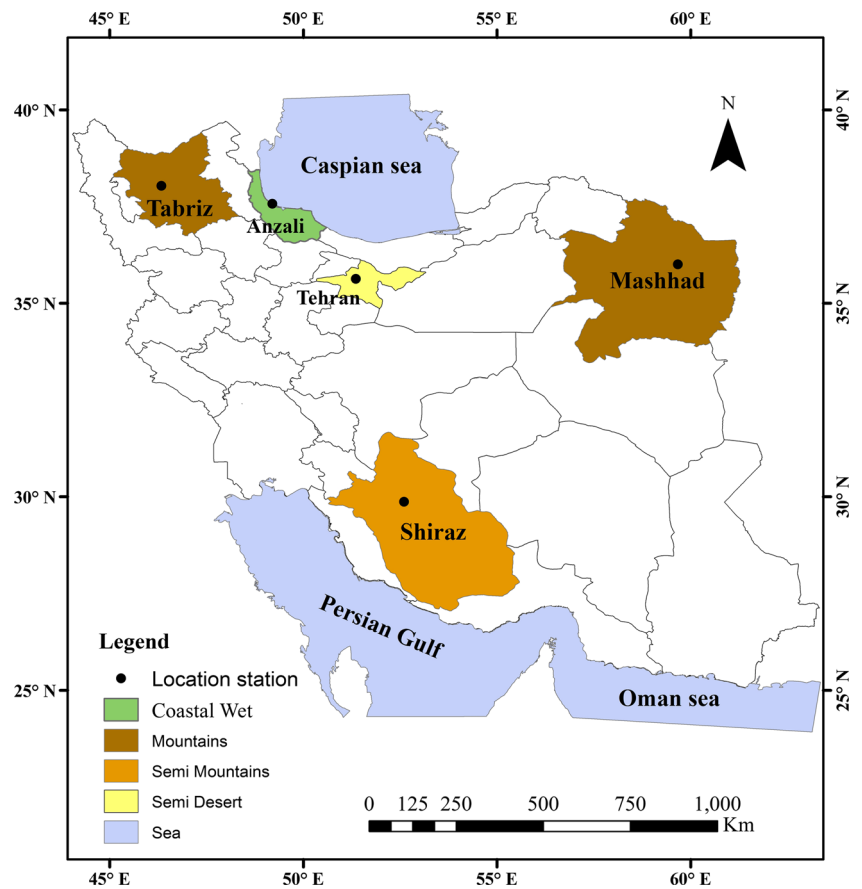 45° E 50° E 55° E 60° E
N
40° N 40° N
Caspian sea
Tabriz
Anzali
Mashhad
Tehran
35° N 35° N
30° N 30° N
Shiraz
Persian Gulf
Legend
Location station
25° N 25° N
Oman sea
Coastal Wet
Mountains
Semi Mountains
Semi Desert
Sea
0 125 250 500 750 1,000
Km
45° E 50° E 55° E 60° E